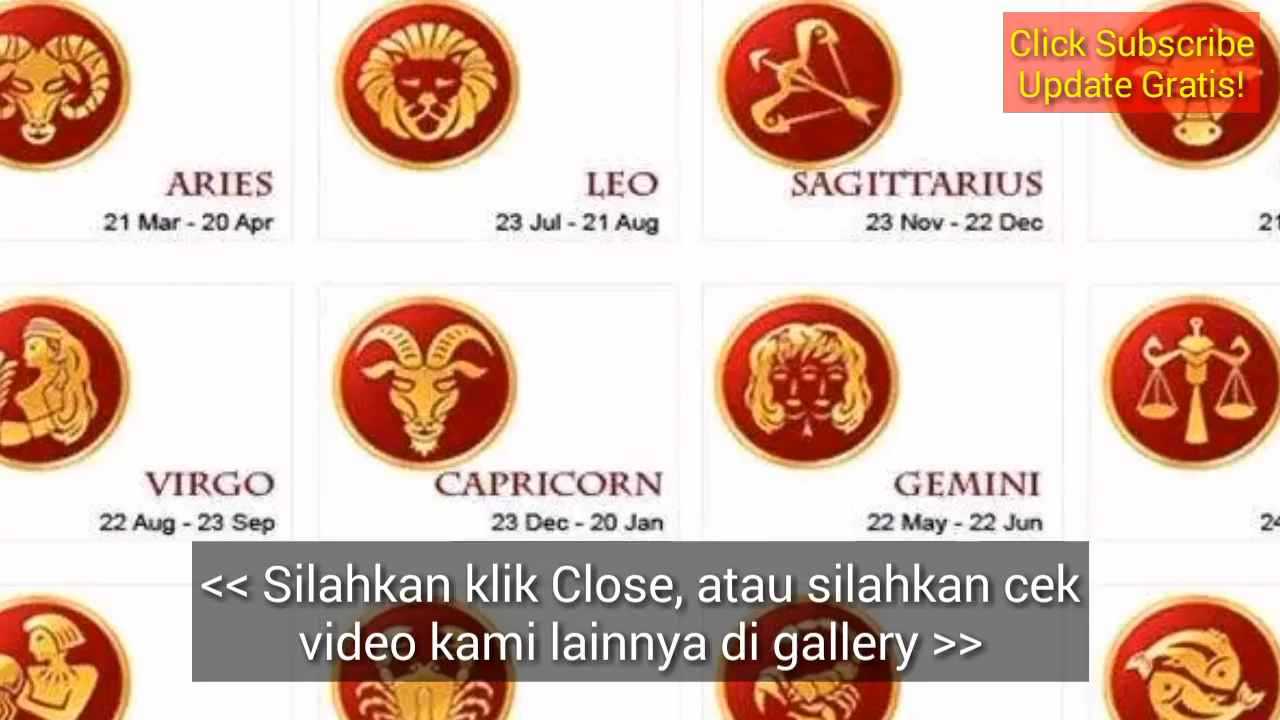 Click Subscribe
Update Gratis!
ARIES
21 Mar - 20 Apr
LEO
23 Jul - 21 Aug
SAGITTARIUS
23 Nov - 22 Dec
21
VIRGO
22 Aug - 23 Sep
CAPRICORN
23 Dec - 20 Jan
GEMINI
22 May - 22 Jun
24
<< Silahkan klik Close, atau silahkan cek
video kami lainnya di gallery >>